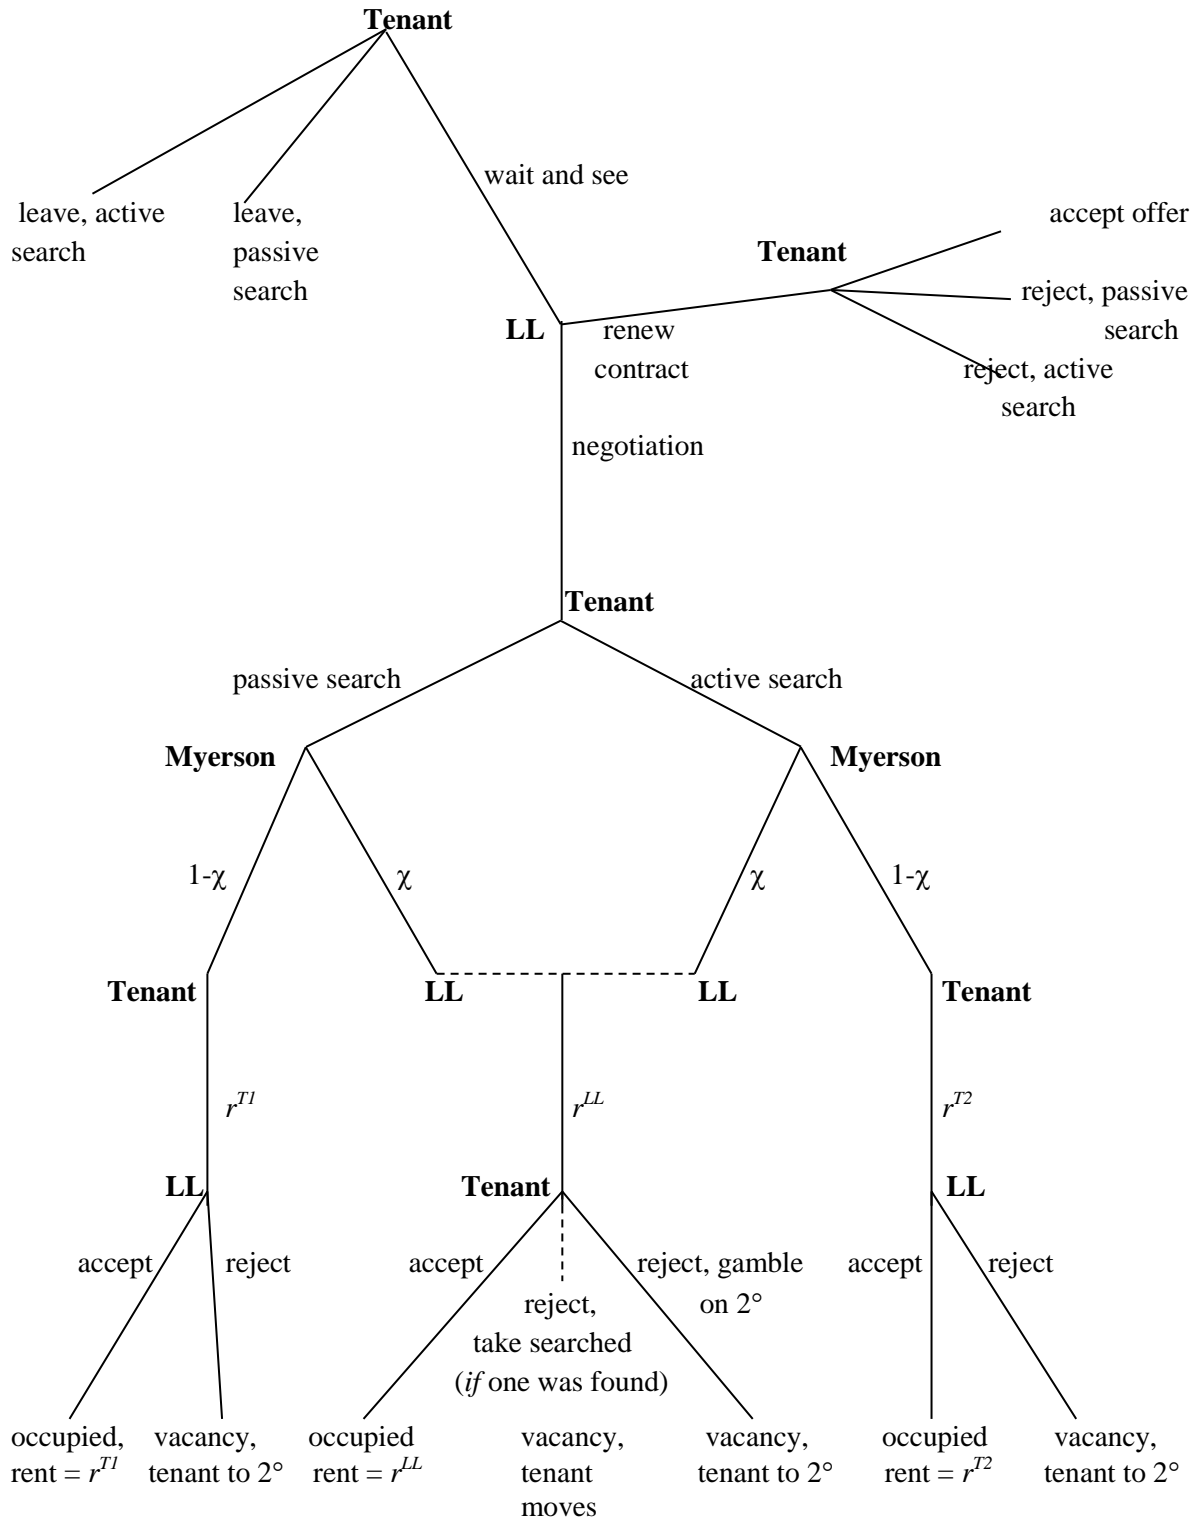 Tenant
wait and see
leave, active
search
leave,
passive
search
accept offer
Tenant
reject, passive
search
LL
renew
contract
reject, active
search
negotiation
Tenant
passive search
active search
Myerson
Myerson
1-χ
χ
χ
1-χ
Tenant
LL
LL
Tenant
r^{T1}
r^{LL}
r^{T2}
LL
Tenant
LL
accept
reject
accept
reject, gamble
on 2°
accept
reject
reject,
take searched
(if one was found)
occupied,
rent = r^{T1}
vacancy,
tenant to 2°
occupied
rent = r^{LL}
vacancy,
tenant
moves
vacancy,
tenant to 2°
occupied
rent = r^{T2}
vacancy,
tenant to 2°